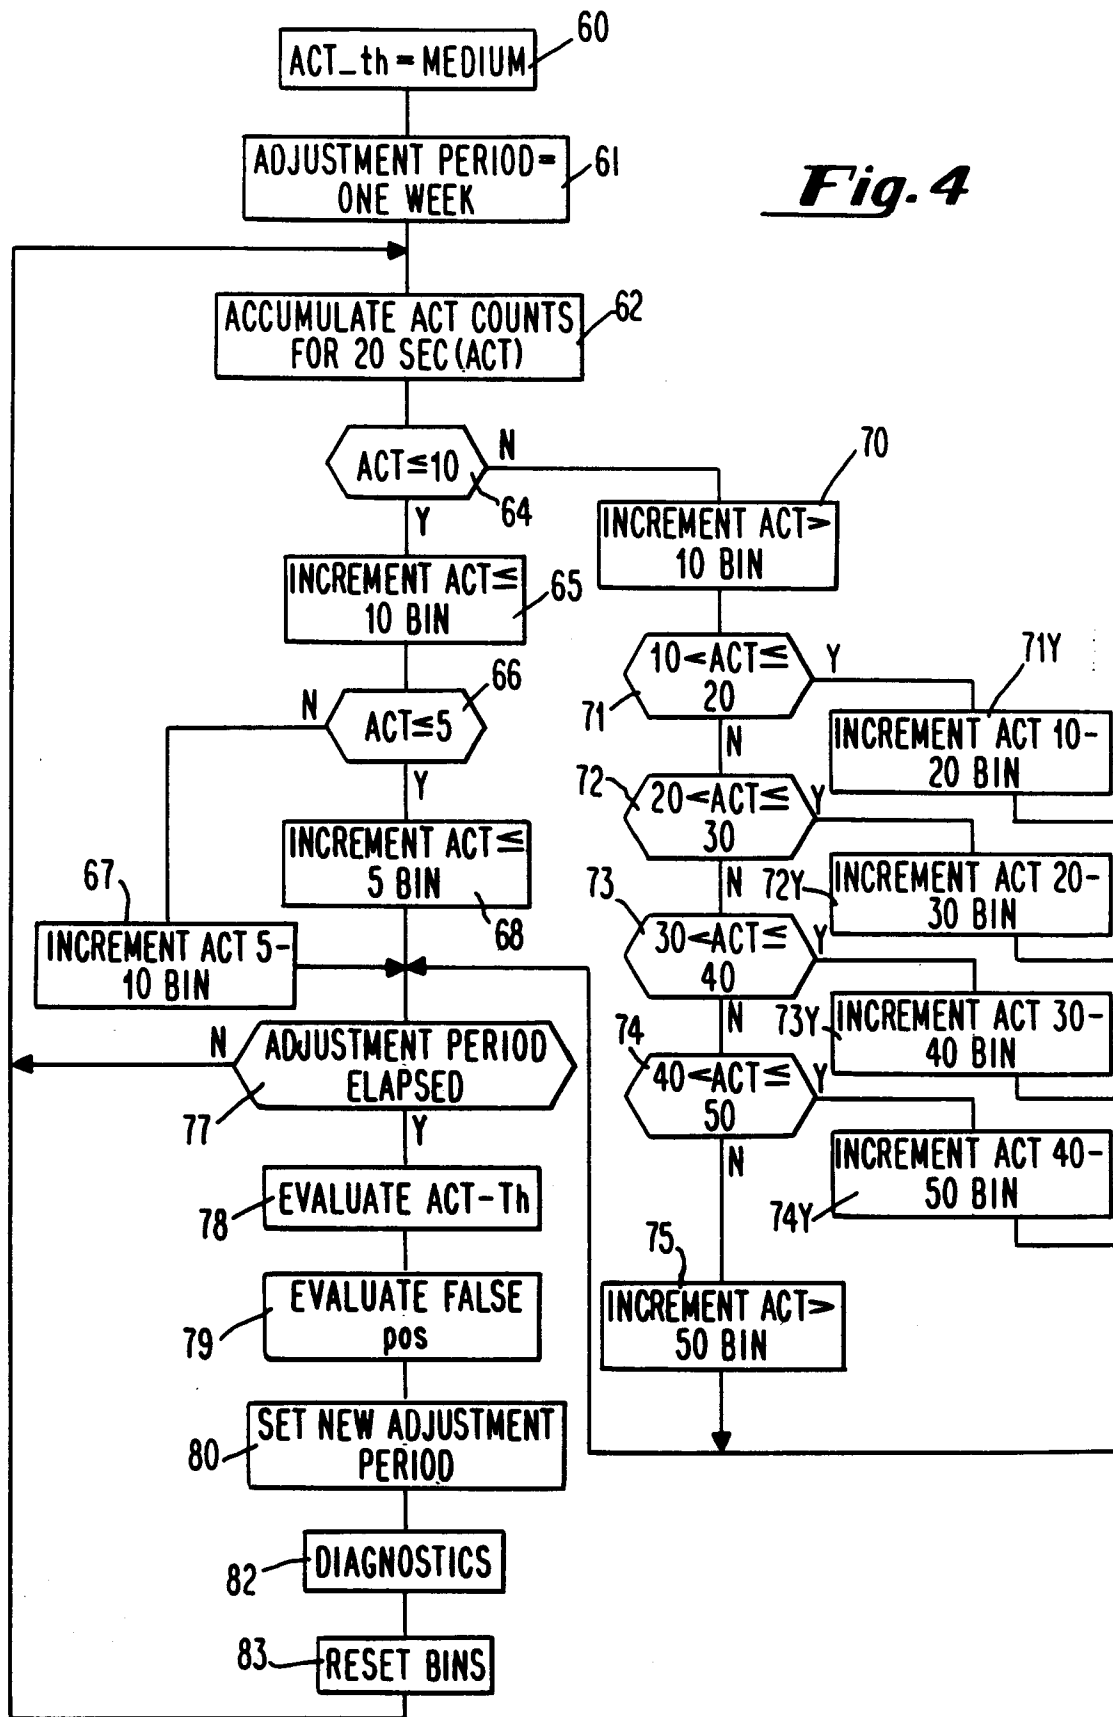 60
ACT_th = MEDIUM
ADJUSTMENT PERIOD=
ONE WEEK
61
Fig. 4
ACCUMULATE ACT COUNTS
FOR 20 SEC(ACT)
62
ACT≤10
64
N
Y
70
INCREMENT ACT>
10 BIN
INCREMENT ACT≤
10 BIN
65
10<ACT≤
20
71
Y
N
71Y
INCREMENT ACT 10-
20 BIN
66
ACT≤5
N
Y
72
20<ACT≤
30
Y
N
72Y
INCREMENT ACT 20-
30 BIN
INCREMENT ACT≤
5 BIN
68
67
INCREMENT ACT 5-
10 BIN
73
30<ACT≤
40
Y
N
73Y
INCREMENT ACT 30-
40 BIN
74
40<ACT≤
50
Y
N
74Y
INCREMENT ACT 40-
50 BIN
75
INCREMENT ACT>
50 BIN
N
ADJUSTMENT PERIOD
ELAPSED
77
Y
EVALUATE ACT-Th
78
EVALUATE FALSE
pos
79
SET NEW ADJUSTMENT
PERIOD
80
DIAGNOSTICS
82
RESET BINS
83